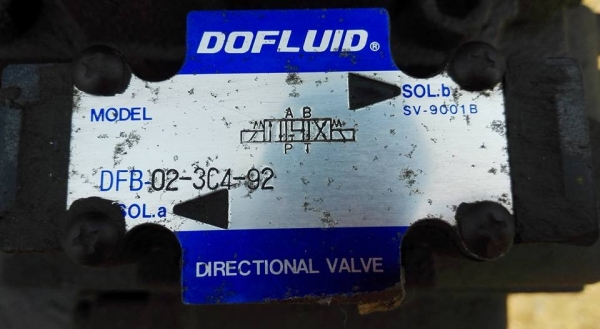 DOFLUID®
SOL.b
SV-9001B
MODEL
A B
P T
DFB-02-3C4-92
SOL.a
DIRECTIONAL VALVE